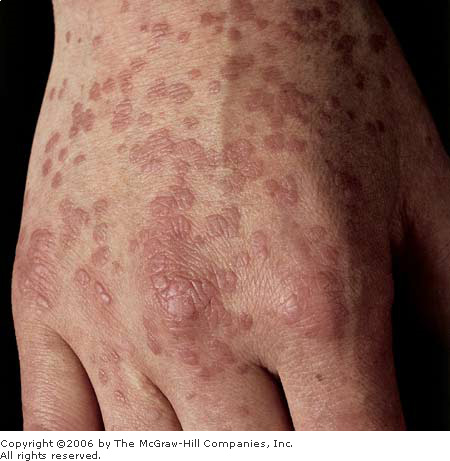 Copyright ©2006 by The McGraw-Hill Companies, Inc.
All rights reserved.